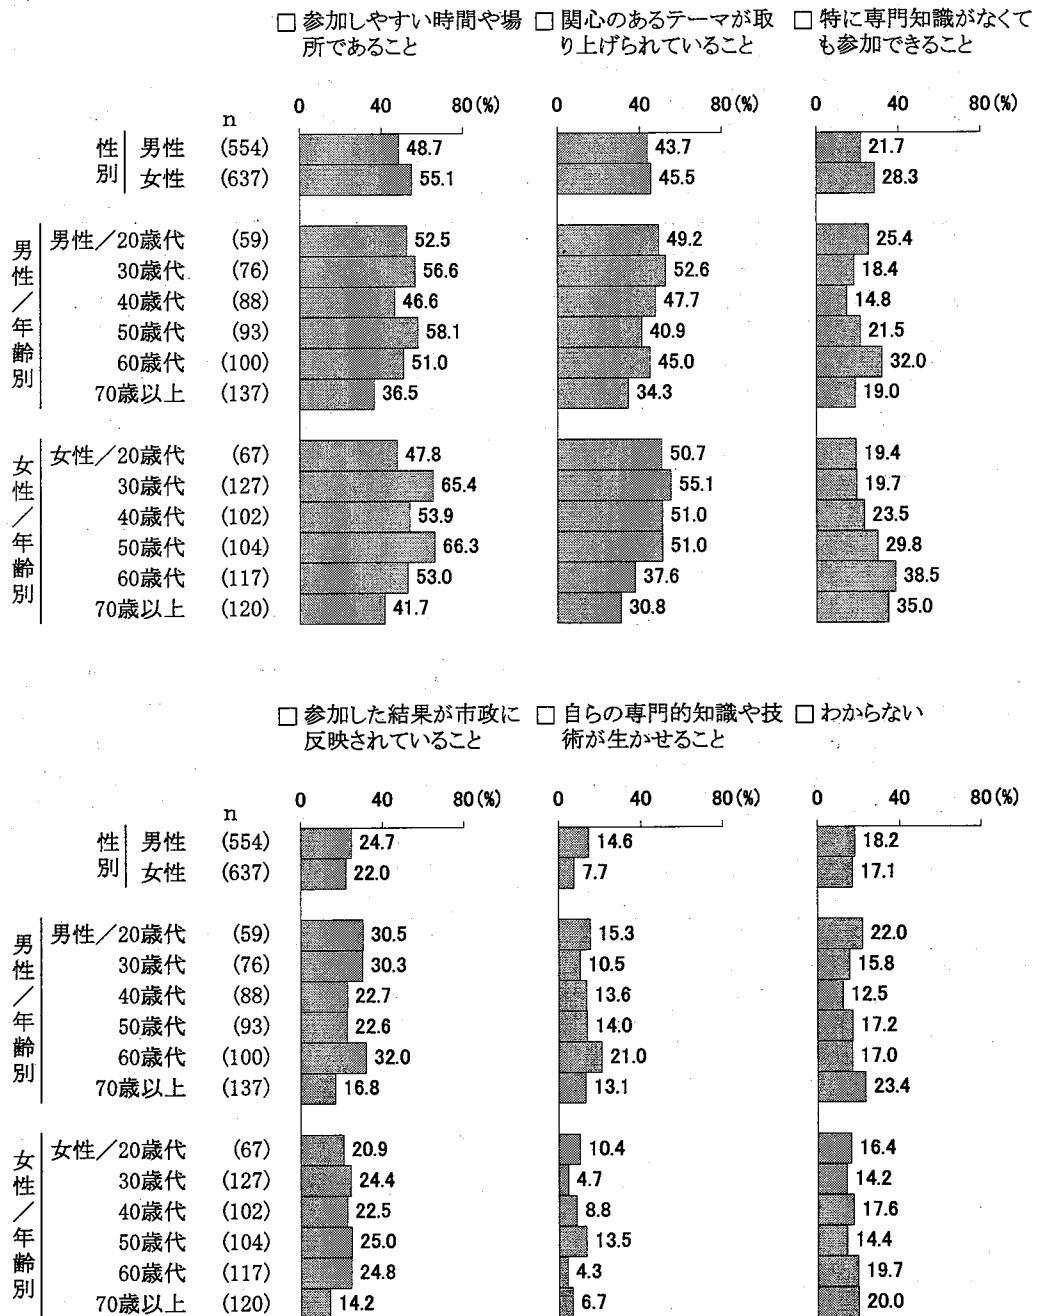 □ 参加しやすい時間や場 □ 関心のあるテーマが取 □ 特に専門知識がなくて
所であること り上げられていること も参加できること
0 40 80(%) 0 40 80(%) 0 40 80(%)
n
性別 男性 (554) 48.7 43.7 21.7
女性 (637) 55.1 45.5 28.3
男性/年齢別
男性/20歳代 (59) 52.5 49.2 25.4
30歳代 (76) 56.6 52.6 18.4
40歳代 (88) 46.6 47.7 14.8
50歳代 (93) 58.1 40.9 21.5
60歳代 (100) 51.0 45.0 32.0
70歳以上 (137) 36.5 34.3 19.0
女性/年齢別
女性/20歳代 (67) 47.8 50.7 19.4
30歳代 (127) 65.4 55.1 19.7
40歳代 (102) 53.9 51.0 23.5
50歳代 (104) 66.3 51.0 29.8
60歳代 (117) 53.0 37.6 38.5
70歳以上 (120) 41.7 30.8 35.0
□ 参加した結果が市政に □ 自らの専門的知識や技 □ わからない
反映されていること 術が生かせること
0 40 80(%) 0 40 80(%) 0 40 80(%)
n
性別 男性 (554) 24.7 14.6 18.2
女性 (637) 22.0 7.7 17.1
男性/年齢別
男性/20歳代 (59) 30.5 15.3 22.0
30歳代 (76) 30.3 10.5 15.8
40歳代 (88) 22.7 13.6 12.5
50歳代 (93) 22.6 14.0 17.2
60歳代 (100) 32.0 21.0 17.0
70歳以上 (137) 16.8 13.1 23.4
女性/年齢別
女性/20歳代 (67) 20.9 10.4 16.4
30歳代 (127) 24.4 4.7 14.2
40歳代 (102) 22.5 8.8 17.6
50歳代 (104) 25.0 13.5 14.4
60歳代 (117) 24.8 4.3 19.7
70歳以上 (120) 14.2 6.7 20.0